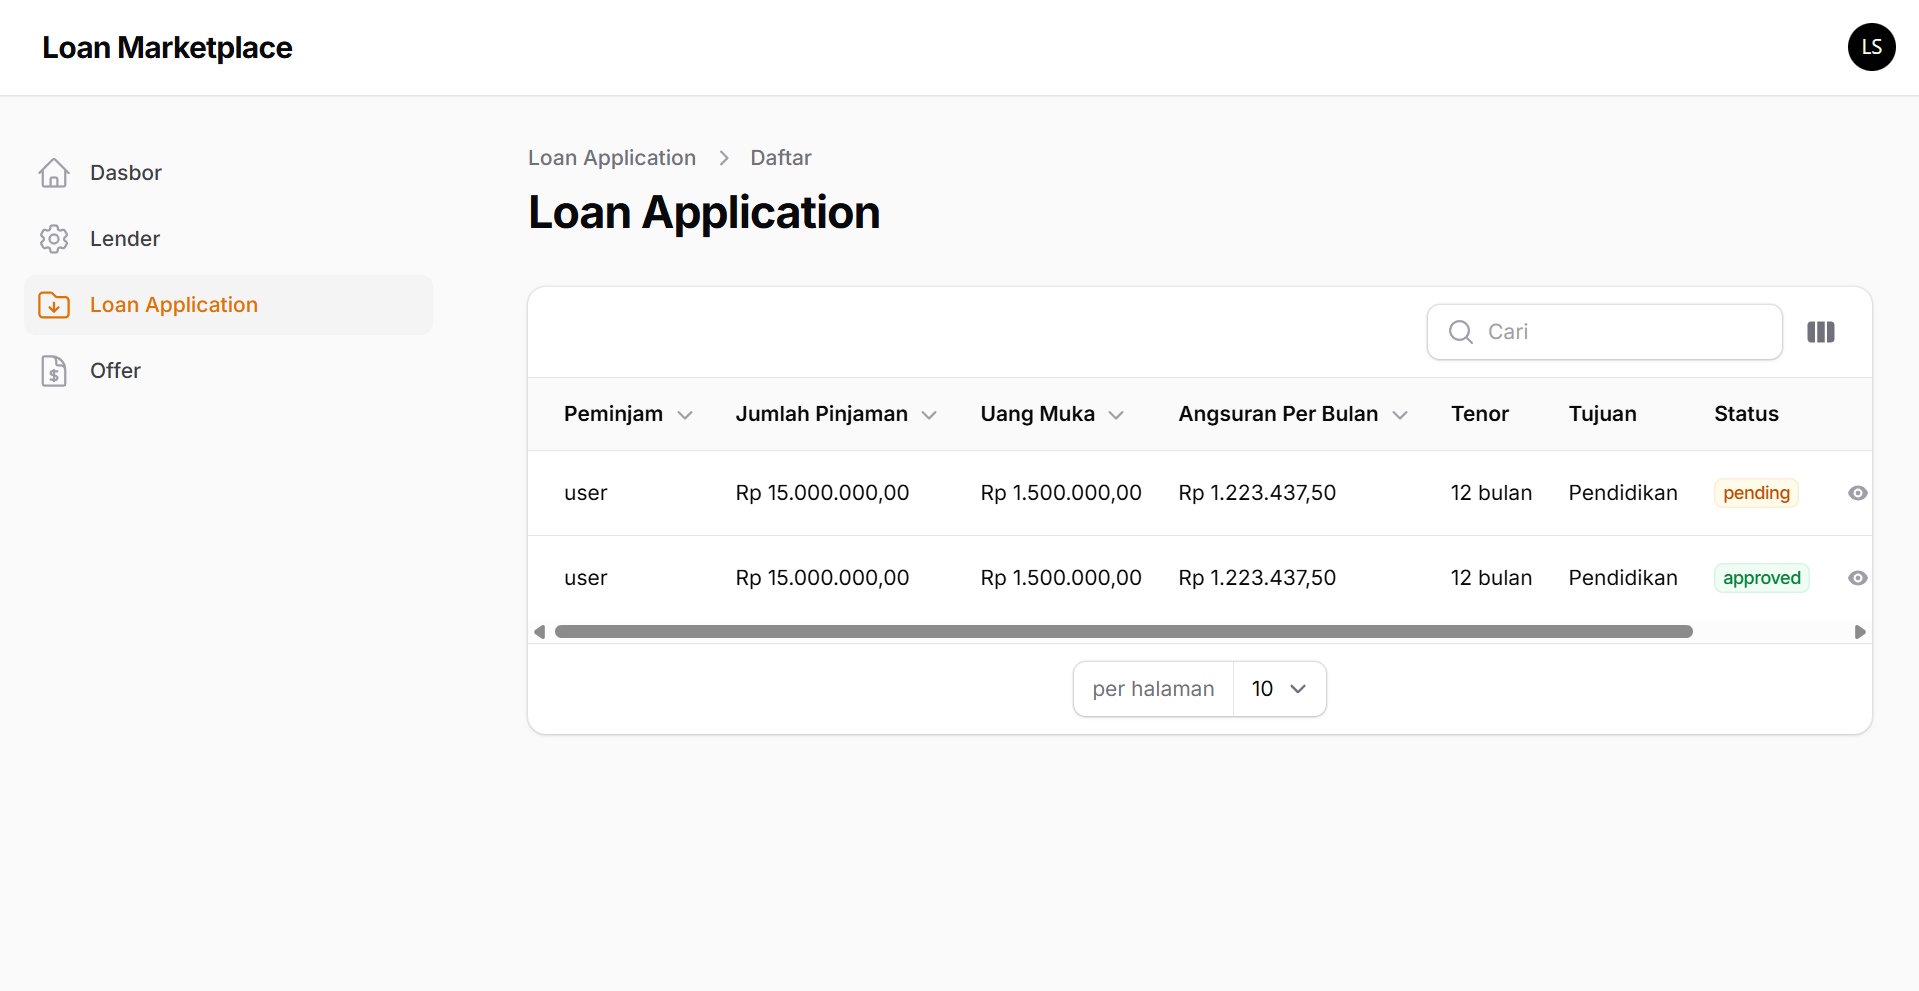 Loan Marketplace
LS
Dasbor
Lender
Loan Application
Offer
Loan Application > Daftar
Loan Application
Cari
Peminjam Jumlah Pinjaman Uang Muka Angsuran Per Bulan Tenor Tujuan Status
user Rp 15.000.000,00 Rp 1.500.000,00 Rp 1.223.437,50 12 bulan Pendidikan pending
user Rp 15.000.000,00 Rp 1.500.000,00 Rp 1.223.437,50 12 bulan Pendidikan approved
per halaman 10